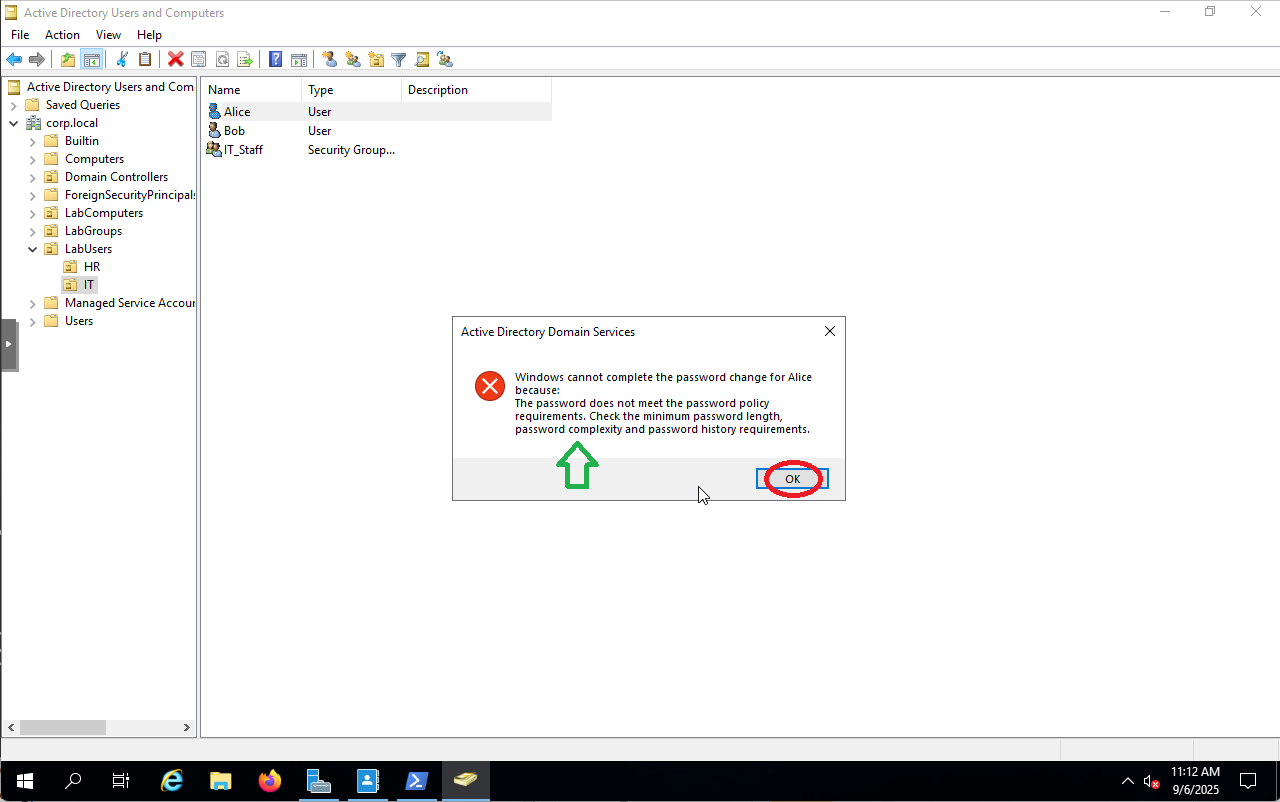 Active Directory Users and Computers
File Action View Help
Active Directory Users and Com
Saved Queries
corp.local
Builtin
Computers
Domain Controllers
ForeignSecurityPrincipals
LabComputers
LabGroups
LabUsers
HR
IT
Managed Service Accour
Users
Name Type Description
Alice User
Bob User
IT_Staff Security Group...
Active Directory Domain Services
Windows cannot complete the password change for Alice
because:
The password does not meet the password policy
requirements. Check the minimum password length,
password complexity and password history requirements.
OK
11:12 AM
9/6/2025